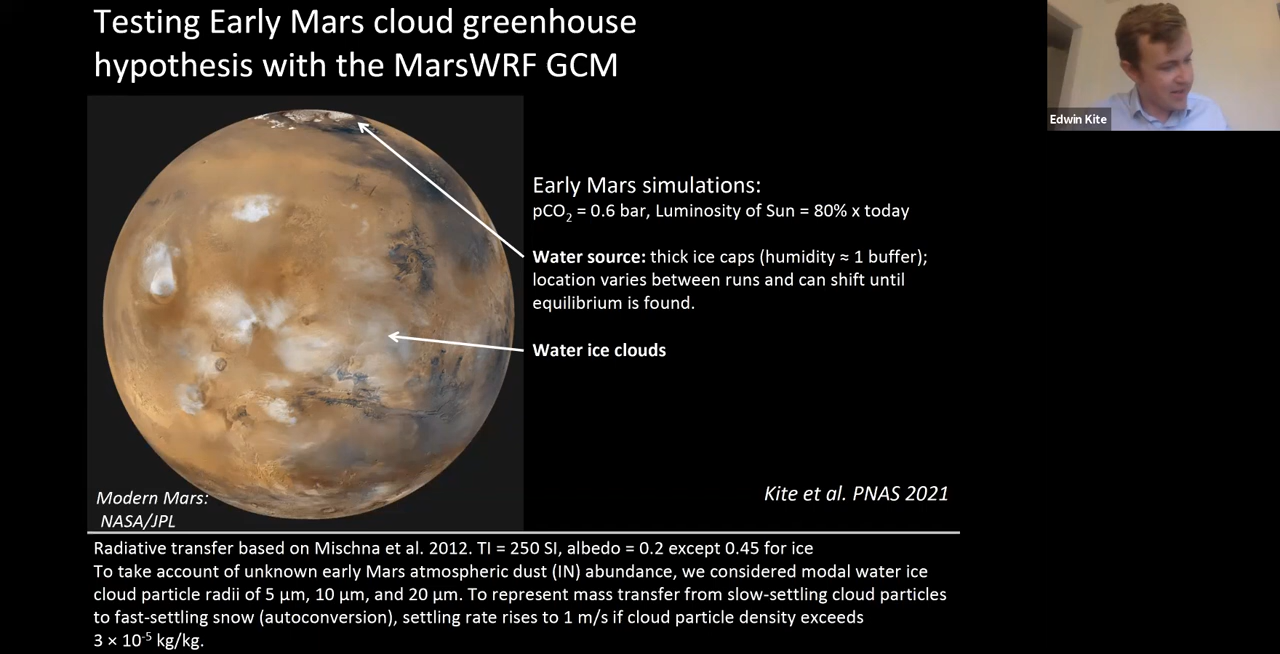 Testing Early Mars cloud greenhouse
hypothesis with the MarsWRF GCM
Edwin Kite
Early Mars simulations:
pCO₂ = 0.6 bar, Luminosity of Sun = 80% x today
Water source: thick ice caps (humidity ≈ 1 buffer);
location varies between runs and can shift until
equilibrium is found.
Water ice clouds
Kite et al. PNAS 2021
Modern Mars:
NASA/JPL
Radiative transfer based on Mischna et al. 2012. TI = 250 SI, albedo = 0.2 except 0.45 for ice
To take account of unknown early Mars atmospheric dust (IN) abundance, we considered modal water ice
cloud particle radii of 5 μm, 10 μm, and 20 μm. To represent mass transfer from slow-settling cloud particles
to fast-settling snow (autoconversion), settling rate rises to 1 m/s if cloud particle density exceeds
3 × 10⁻⁵ kg/kg.